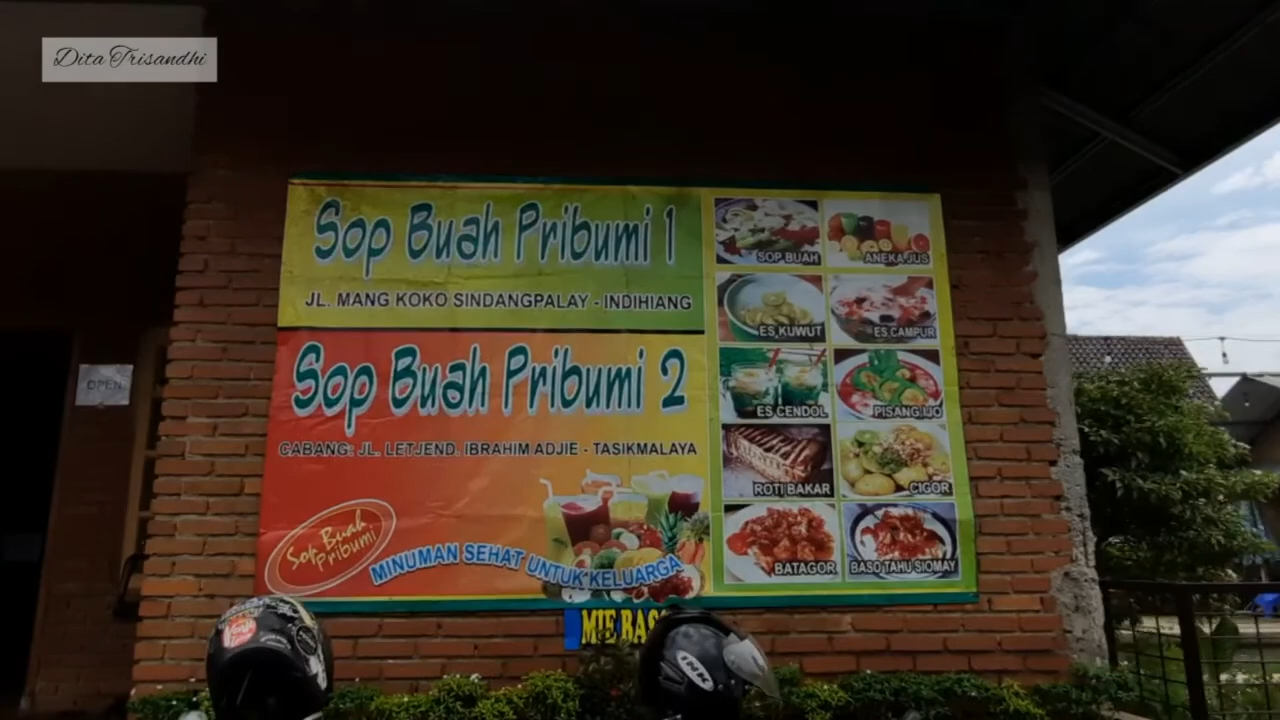 Dita Trisandhi
Sop Buah Pribumi 1
JL. MANG KOKO SINDANGPALAY - INDIHIANG
Sop Buah Pribumi 2
CABANG: JL. LETJEND. IBRAHIM ADJIE - TASIKMALAYA
Sop Buah
Pribumi
MINUMAN SEHAT UNTUK KELUARGA
SOP BUAH
ANEKA JUS
ES KUWUT
ES CAMPUR
ES CENDOL
PISANG IJO
ROTI BAKAR
CIGOR
BATAGOR
BASO TAHU SIOMAY
OPEN
MIE
INK